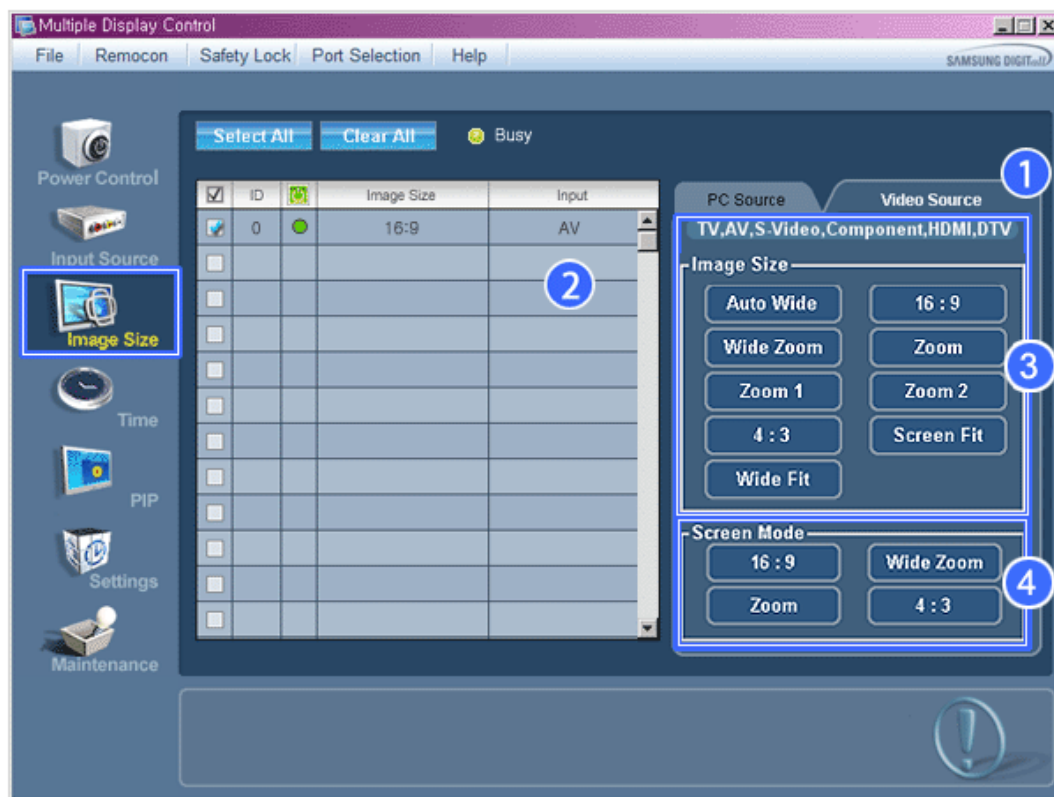 Multiple Display Control
File Remocon Safety Lock Port Selection Help
SAMSUNG DIGITall
Select All Clear All Busy
Power Control
Input Source
Image Size
Time
PIP
Settings
Maintenance
ID Image Size Input
0 16:9 AV
2
1
PC Source Video Source
TV,AV,S-Video,Component,HDMI,DTV
Image Size
Auto Wide 16 : 9
Wide Zoom Zoom
3
Zoom 1 Zoom 2
4 : 3 Screen Fit
Wide Fit
Screen Mode
16 : 9 Wide Zoom
4
Zoom 4 : 3